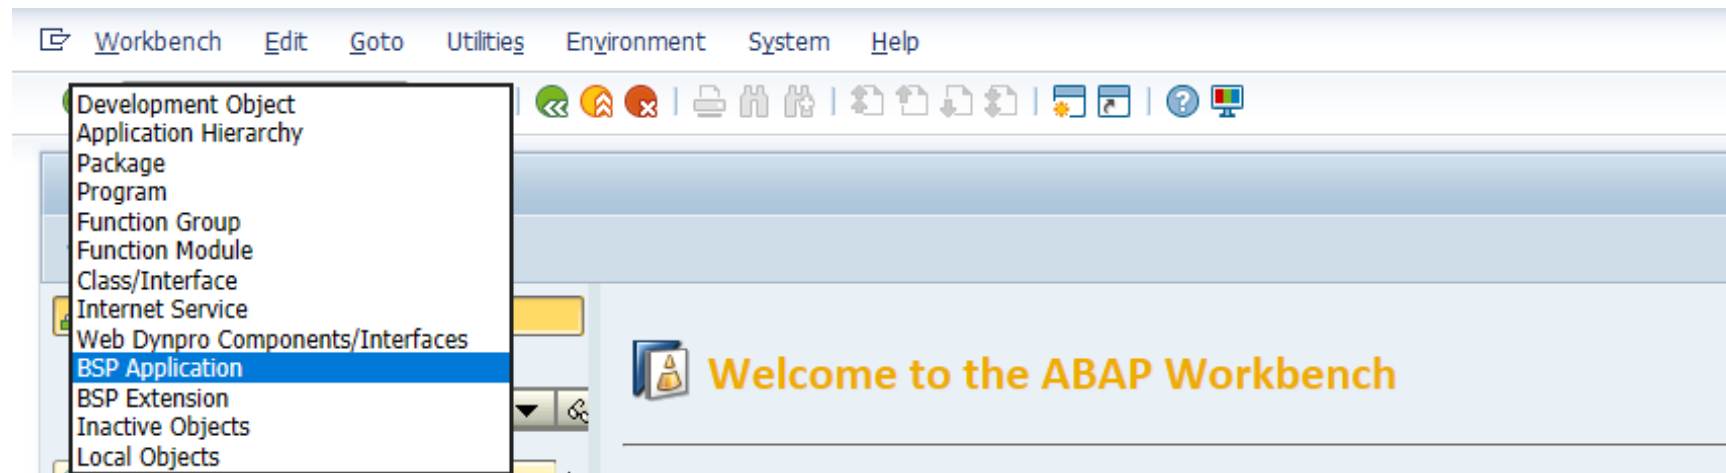 Workbench Edit Goto Utilities Environment System Help
Development Object
Application Hierarchy
Package
Program
Function Group
Function Module
Class/Interface
Internet Service
Web Dynpro Components/Interfaces
BSP Application
BSP Extension
Inactive Objects
Local Objects
Welcome to the ABAP Workbench